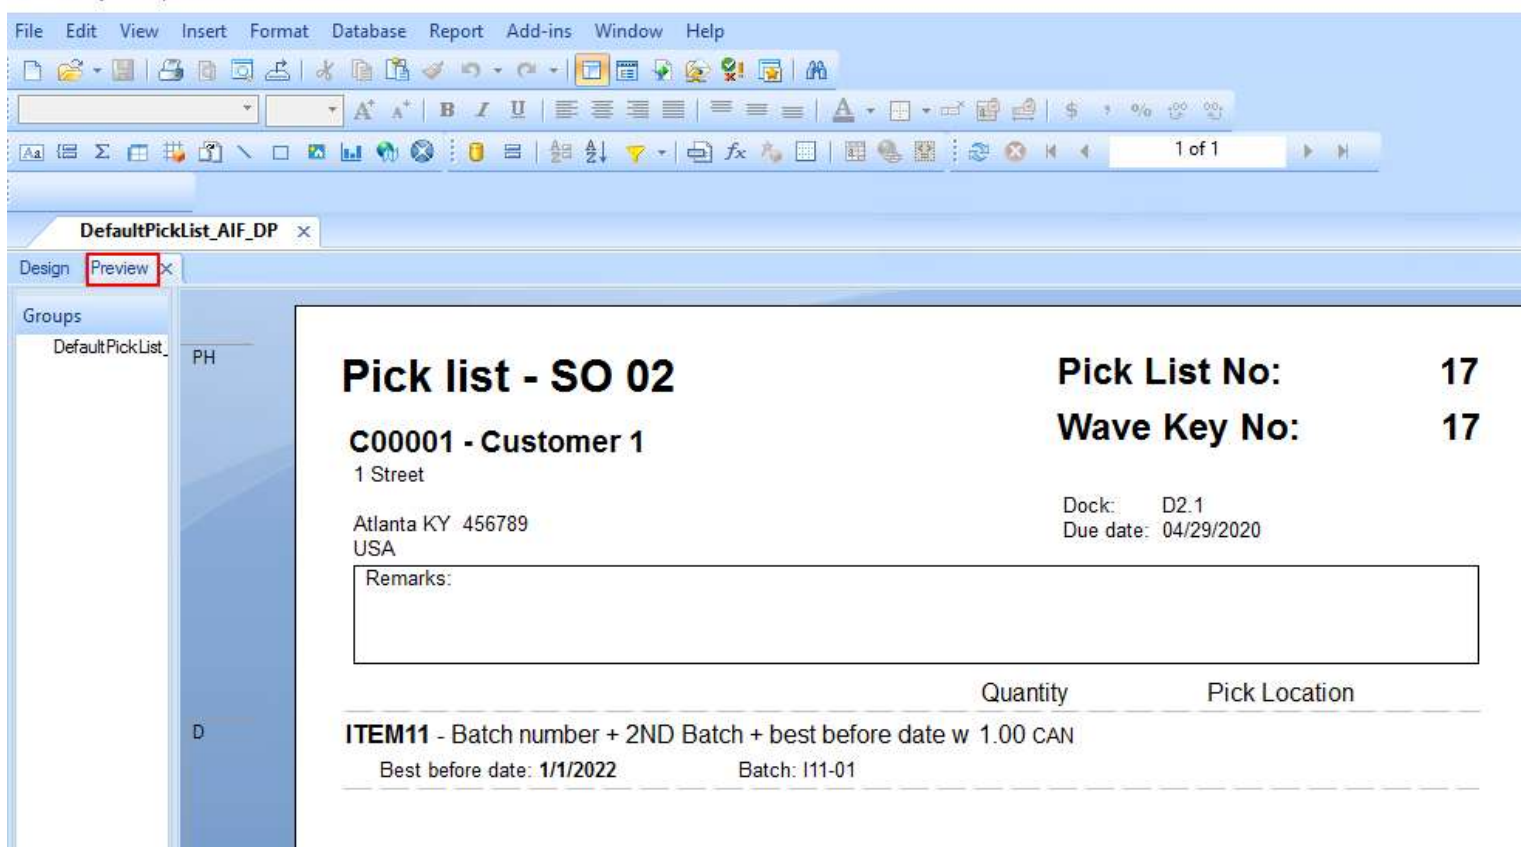 File Edit View Insert Format Database Report Add-ins Window Help
1 of 1
DefaultPickList_AIF_DP
Design Preview
Groups
DefaultPickList_
PH
Pick list - SO 02
Pick List No: 17
Wave Key No: 17
C00001 - Customer 1
1 Street
Dock: D2.1
Atlanta KY 456789
Due date: 04/29/2020
USA
Remarks:
Quantity Pick Location
D
ITEM11 - Batch number + 2ND Batch + best before date w 1.00 CAN
Best before date: 1/1/2022 Batch: I11-01